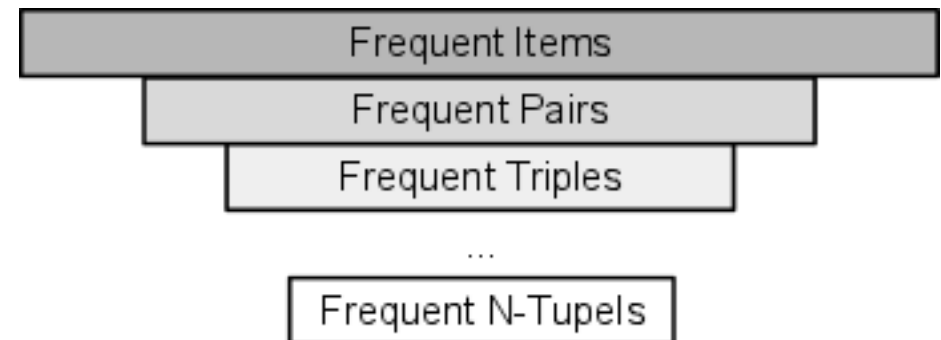 Frequent Items
Frequent Pairs
Frequent Triples
...
Frequent N-Tupels